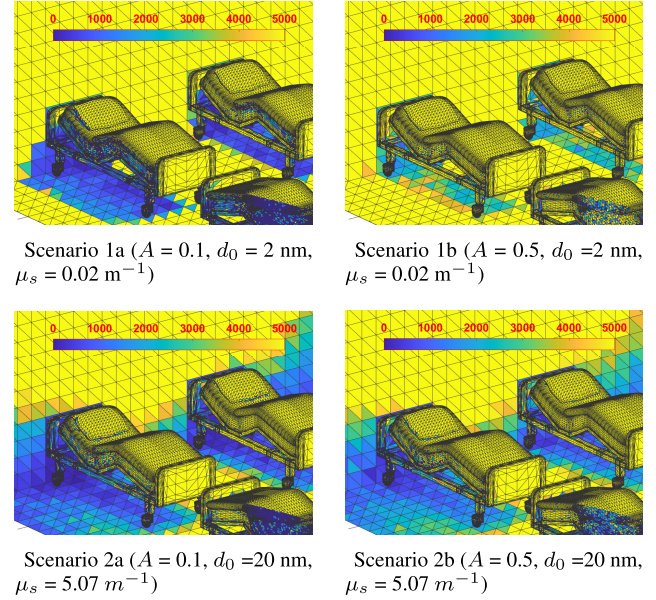 0 1000 2000 3000 4000 5000
0 1000 2000 3000 4000 5000
Scenario 1a (A = 0.1, d₀ = 2 nm,
μₛ = 0.02 m⁻¹)
Scenario 1b (A = 0.5, d₀ =2 nm,
μₛ = 0.02 m⁻¹)
0 1000 2000 3000 4000 5000
0 1000 2000 3000 4000 5000
Scenario 2a (A = 0.1, d₀ =20 nm,
μₛ = 5.07 m⁻¹)
Scenario 2b (A = 0.5, d₀ =20 nm,
μₛ = 5.07 m⁻¹)